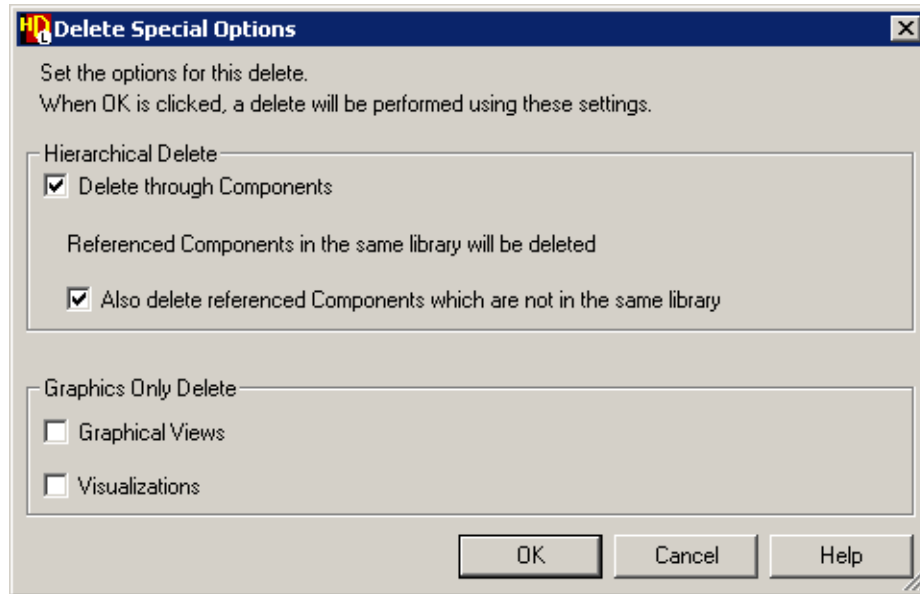 HD L Delete Special Options
Set the options for this delete.
When OK is clicked, a delete will be performed using these settings.
Hierarchical Delete
Delete through Components
Referenced Components in the same library will be deleted
Also delete referenced Components which are not in the same library
Graphics Only Delete
Graphical Views
Visualizations
OK Cancel Help